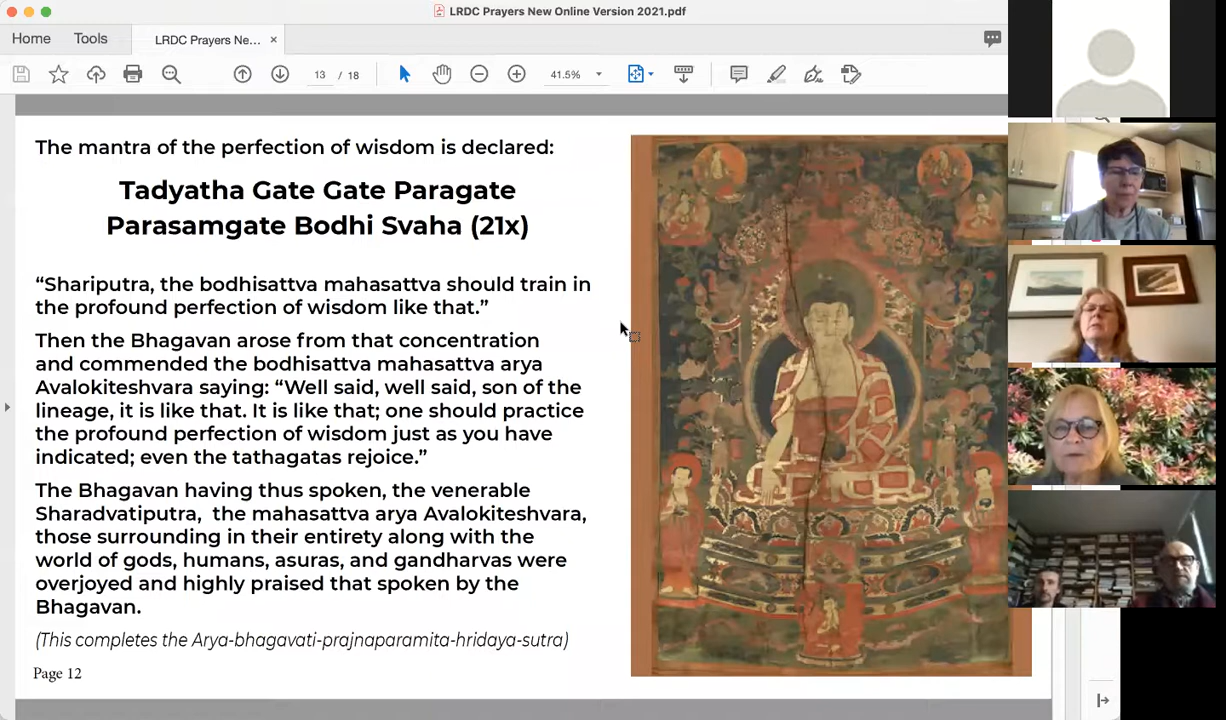 LRDC Prayers New Online Version 2021.pdf
Home
Tools
LRDC Prayers Ne...
×
13 / 18
41.5%
The mantra of the perfection of wisdom is declared:
Tadyatha Gate Gate Paragate
Parasamgate Bodhi Svaha (21x)
“Shariputra, the bodhisattva mahasattva should train in
the profound perfection of wisdom like that.”
Then the Bhagavan arose from that concentration
and commended the bodhisattva mahasattva arya
Avalokiteshvara saying: “Well said, well said, son of the
lineage, it is like that. It is like that; one should practice
the profound perfection of wisdom just as you have
indicated; even the tathagatas rejoice.”
The Bhagavan having thus spoken, the venerable
Sharadvatiputra, the mahasattva arya Avalokiteshvara,
those surrounding in their entirety along with the
world of gods, humans, asuras, and gandharvas were
overjoyed and highly praised that spoken by the
Bhagavan.
(This completes the Arya-bhagavati-prajnaparamita-hridaya-sutra)
Page 12